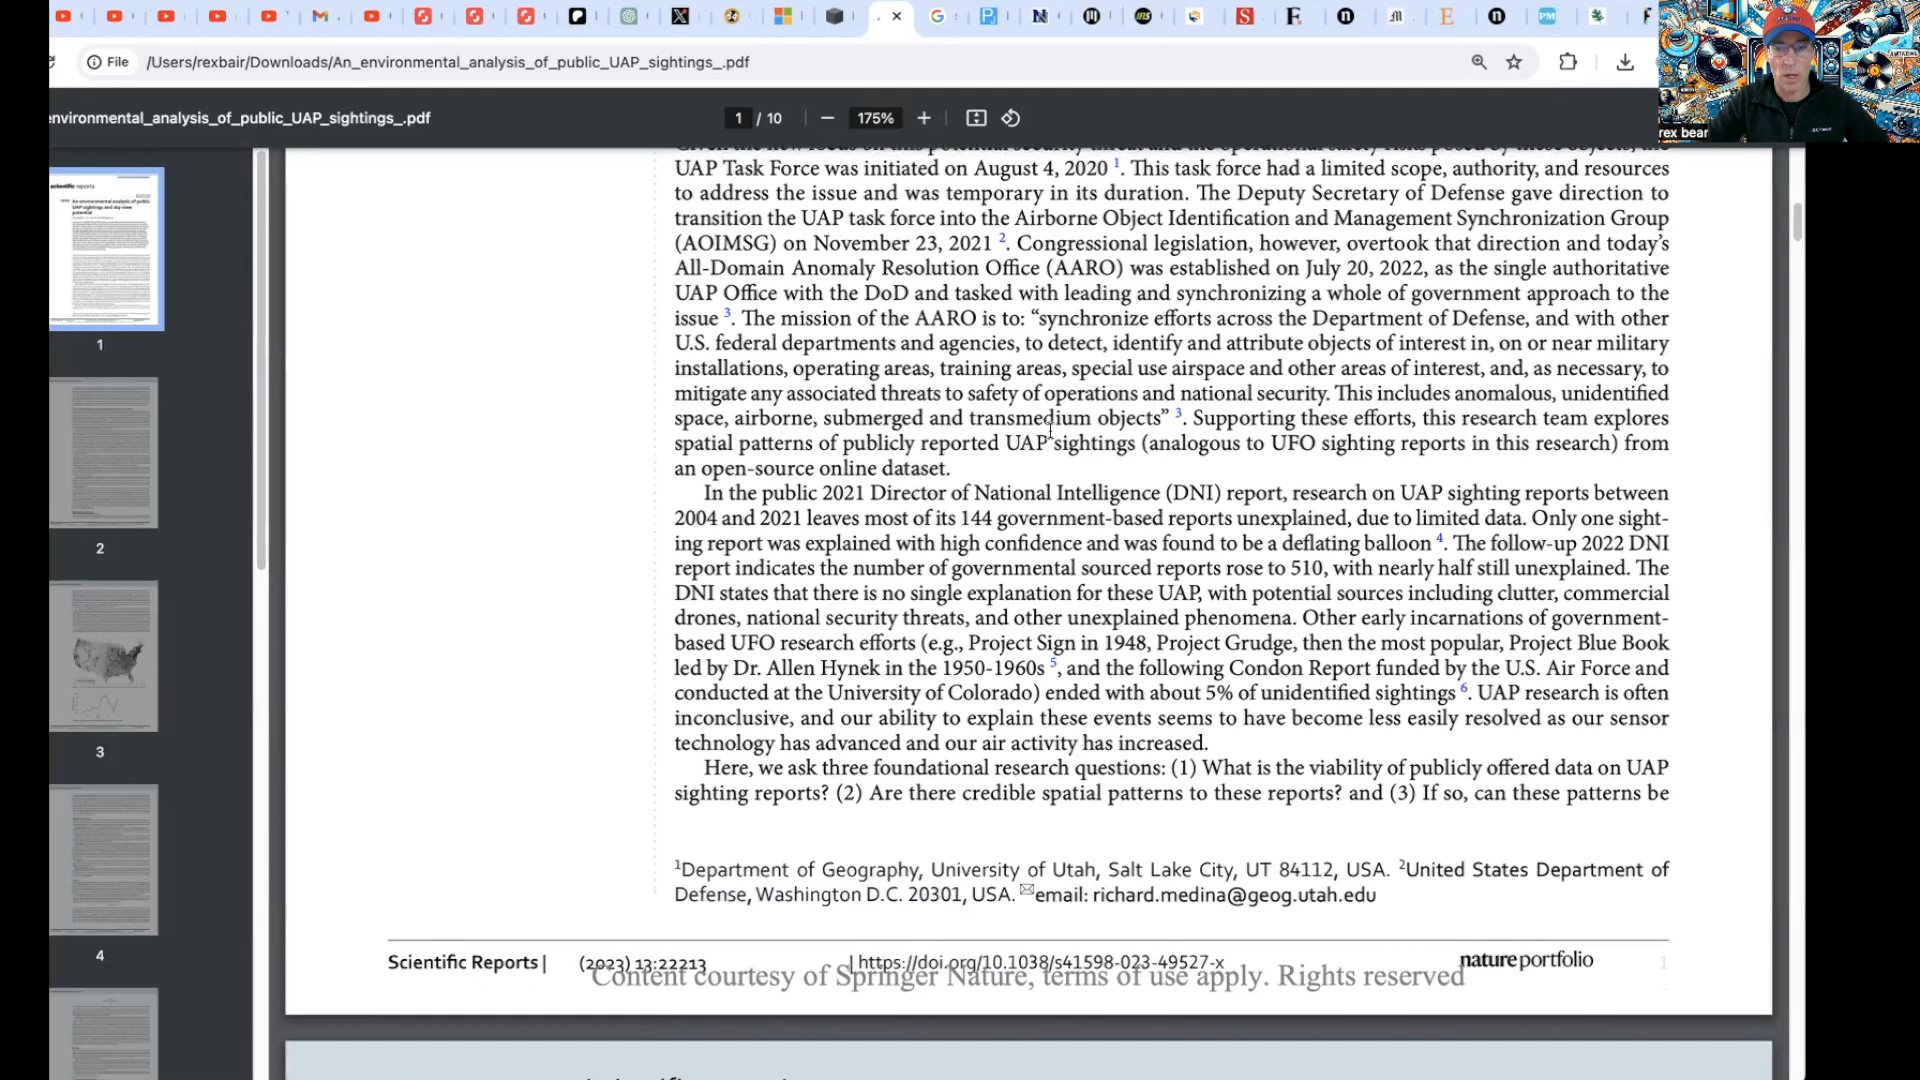 File
/Users/rexbair/Downloads/An_environmental_analysis_of_public_UAP_sightings_.pdf
rex bear
environmental_analysis_of_public_UAP_sightings_.pdf
1 / 10
175%
UAP Task Force was initiated on August 4, 2020 1. This task force had a limited scope, authority, and resources
to address the issue and was temporary in its duration. The Deputy Secretary of Defense gave direction to
transition the UAP task force into the Airborne Object Identification and Management Synchronization Group
(AOIMSG) on November 23, 2021 2. Congressional legislation, however, overtook that direction and today's
All-Domain Anomaly Resolution Office (AARO) was established on July 20, 2022, as the single authoritative
UAP Office with the DoD and tasked with leading and synchronizing a whole of government approach to the
issue 3. The mission of the AARO is to: “synchronize efforts across the Department of Defense, and with other
U.S. federal departments and agencies, to detect, identify and attribute objects of interest in, on or near military
installations, operating areas, training areas, special use airspace and other areas of interest, and, as necessary, to
mitigate any associated threats to safety of operations and national security. This includes anomalous, unidentified
space, airborne, submerged and transmedium objects” 3. Supporting these efforts, this research team explores
spatial patterns of publicly reported UAP sightings (analogous to UFO sighting reports in this research) from
an open-source online dataset.
In the public 2021 Director of National Intelligence (DNI) report, research on UAP sighting reports between
2004 and 2021 leaves most of its 144 government-based reports unexplained, due to limited data. Only one sight-
ing report was explained with high confidence and was found to be a deflating balloon 4. The follow-up 2022 DNI
report indicates the number of governmental sourced reports rose to 510, with nearly half still unexplained. The
DNI states that there is no single explanation for these UAP, with potential sources including clutter, commercial
drones, national security threats, and other unexplained phenomena. Other early incarnations of government-
based UFO research efforts (e.g., Project Sign in 1948, Project Grudge, then the most popular, Project Blue Book
led by Dr. Allen Hynek in the 1950-1960s 5, and the following Condon Report funded by the U.S. Air Force and
conducted at the University of Colorado) ended with about 5% of unidentified sightings 6. UAP research is often
inconclusive, and our ability to explain these events seems to have become less easily resolved as our sensor
technology has advanced and our air activity has increased.
Here, we ask three foundational research questions: (1) What is the viability of publicly offered data on UAP
sighting reports? (2) Are there credible spatial patterns to these reports? and (3) If so, can these patterns be
1Department of Geography, University of Utah, Salt Lake City, UT 84112, USA. 2United States Department of
Defense, Washington D.C. 20301, USA. email: richard.medina@geog.utah.edu
Scientific Reports | (2023) 13:22213 | https://doi.org/10.1038/s41598-023-49527-x nature portfolio 1
Content courtesy of Springer Nature, terms of use apply. Rights reserved
1
2
3
4